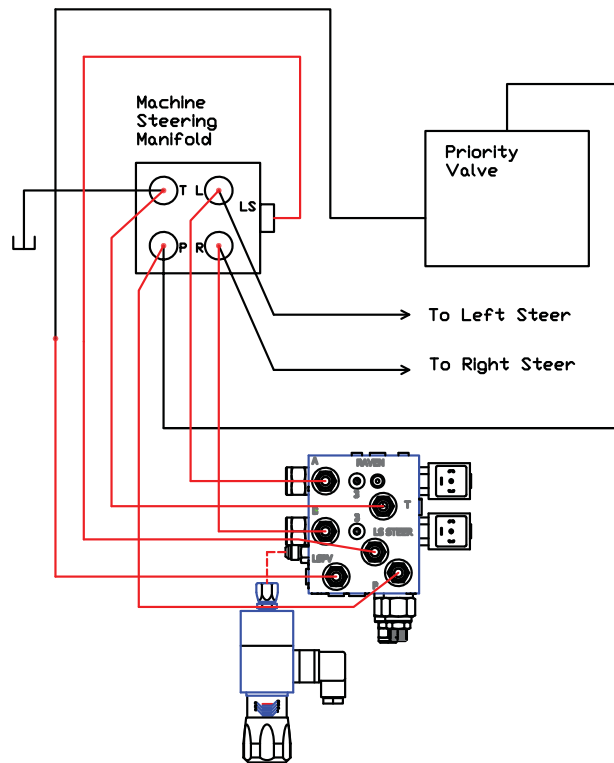 Machine
Steering
Manifold
Priority
Valve
T L
LS
P R
To Left Steer
To Right Steer
A
RAVEN
3
T
B
3
LS STEER
LSPV
P